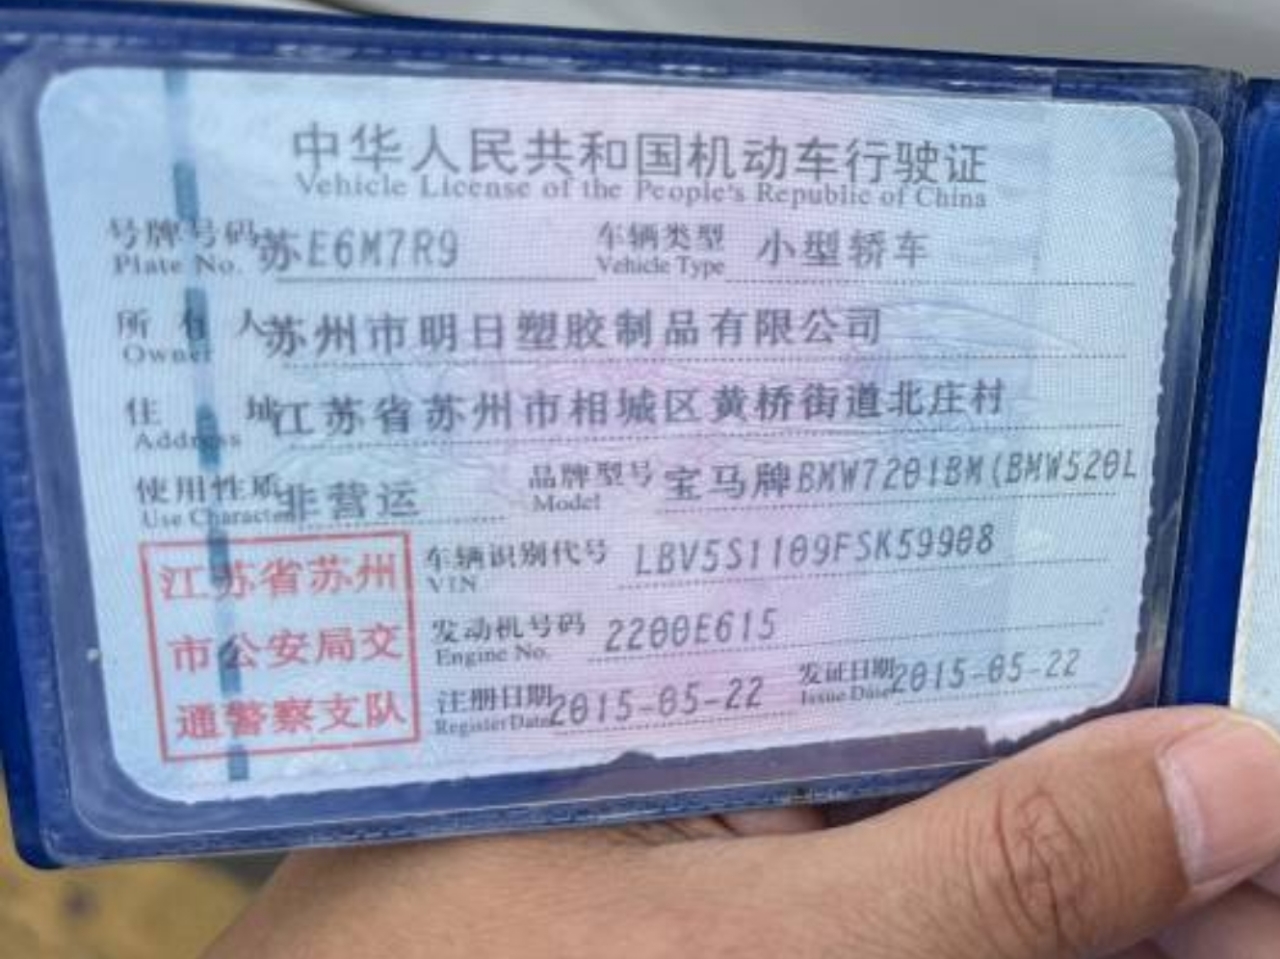 中华人民共和国机动车行驶证
Vehicle License of the People's Republic of China
号牌号码 苏E6M7R9 车辆类型 小型轿车
Plate No. Vehicle Type
所有人 苏州市明日塑胶制品有限公司
Owner
住址 江苏省苏州市相城区黄桥街道北庄村
Address
使用性质 非营运 品牌型号 宝马牌BMW7201BM(BMW520L
Use Character Model
江苏省苏州
市公安局交
通警察支队
车辆识别代号 LBV5S1109FSK59908
VIN
发动机号码 2200E615
Engine No.
注册日期 2015-05-22 发证日期 2015-05-22
Register Date Issue Date